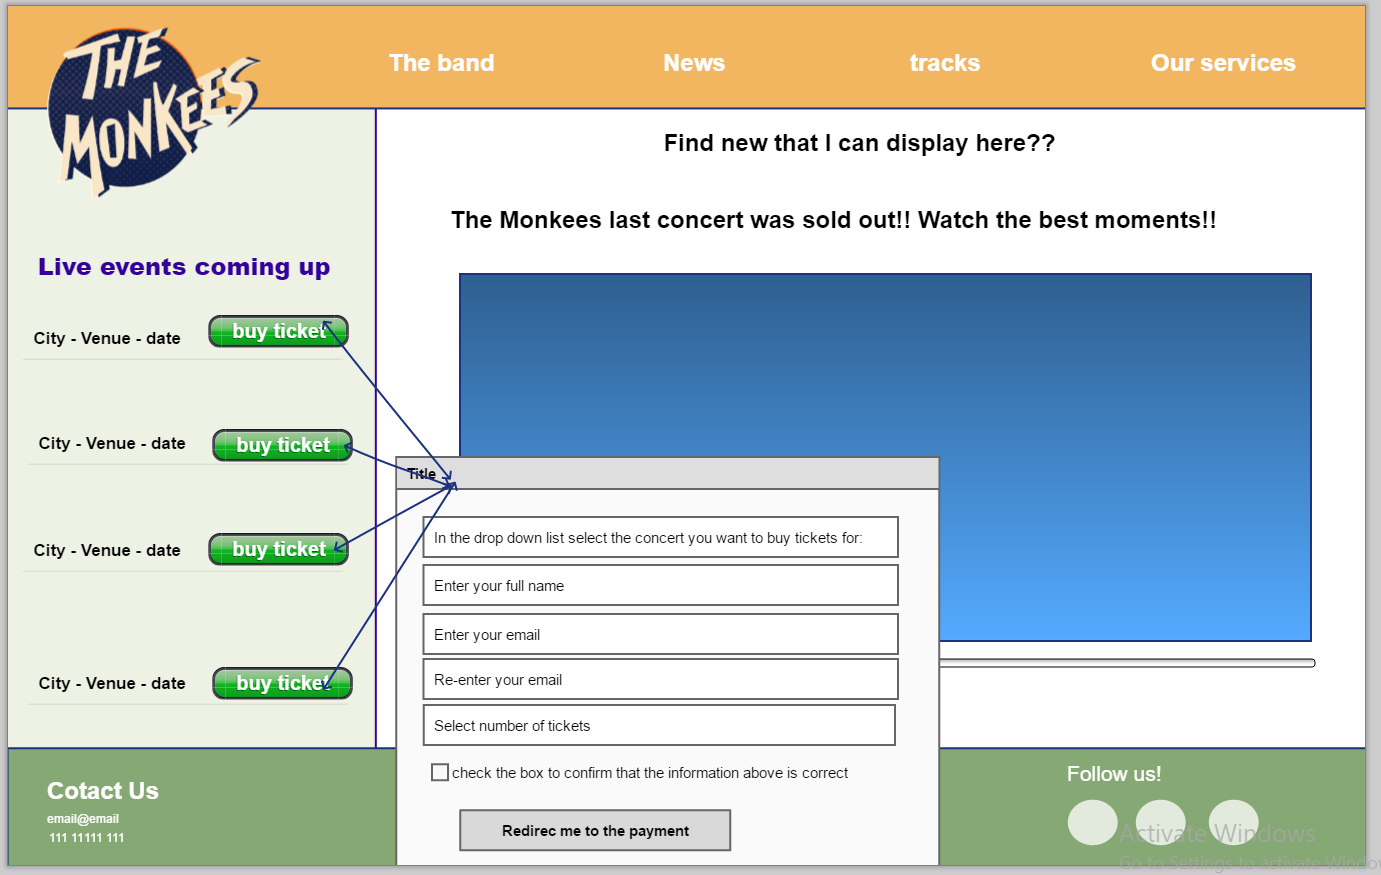 THE
MONKEES
The band
News
tracks
Our services
Find new that I can display here??
The Monkees last concert was sold out!! Watch the best moments!!
Live events coming up
City - Venue - date
buy ticket
City - Venue - date
buy ticket
City - Venue - date
buy ticket
City - Venue - date
buy ticket
Title
In the drop down list select the concert you want to buy tickets for:
Enter your full name
Enter your email
Re-enter your email
Select number of tickets
check the box to confirm that the information above is correct
Redirec me to the payment
Cotact Us
email@email
111 11111 111
Follow us!
Activate Windows
Go to Settings to activate Window